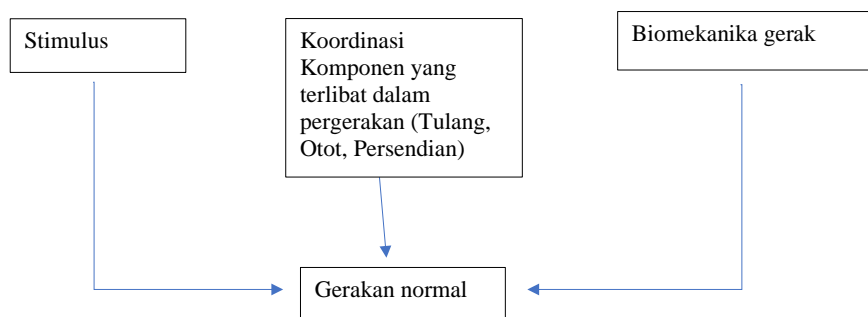 Stimulus
Koordinasi
Komponen yang
terlibat dalam
pergerakan (Tulang,
Otot, Persendian)
Biomekanika gerak
Gerakan normal